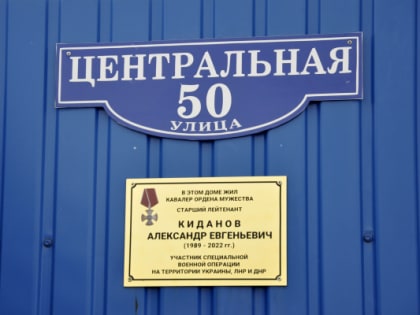 ЦЕНТРАЛЬНАЯ
50
УЛИЦА
В ЭТОМ ДОМЕ ЖИЛ
КАВАЛЕР ОРДЕНА МУЖЕСТВА
СТАРШИЙ ЛЕЙТЕНАНТ
КИДАНОВ
АЛЕКСАНДР ЕВГЕНЬЕВИЧ
(1989 - 2022 гг.)
УЧАСТНИК СПЕЦИАЛЬНОЙ
ВОЕННОЙ ОПЕРАЦИИ
НА ТЕРРИТОРИИ УКРАИНЫ, ЛНР И ДНР